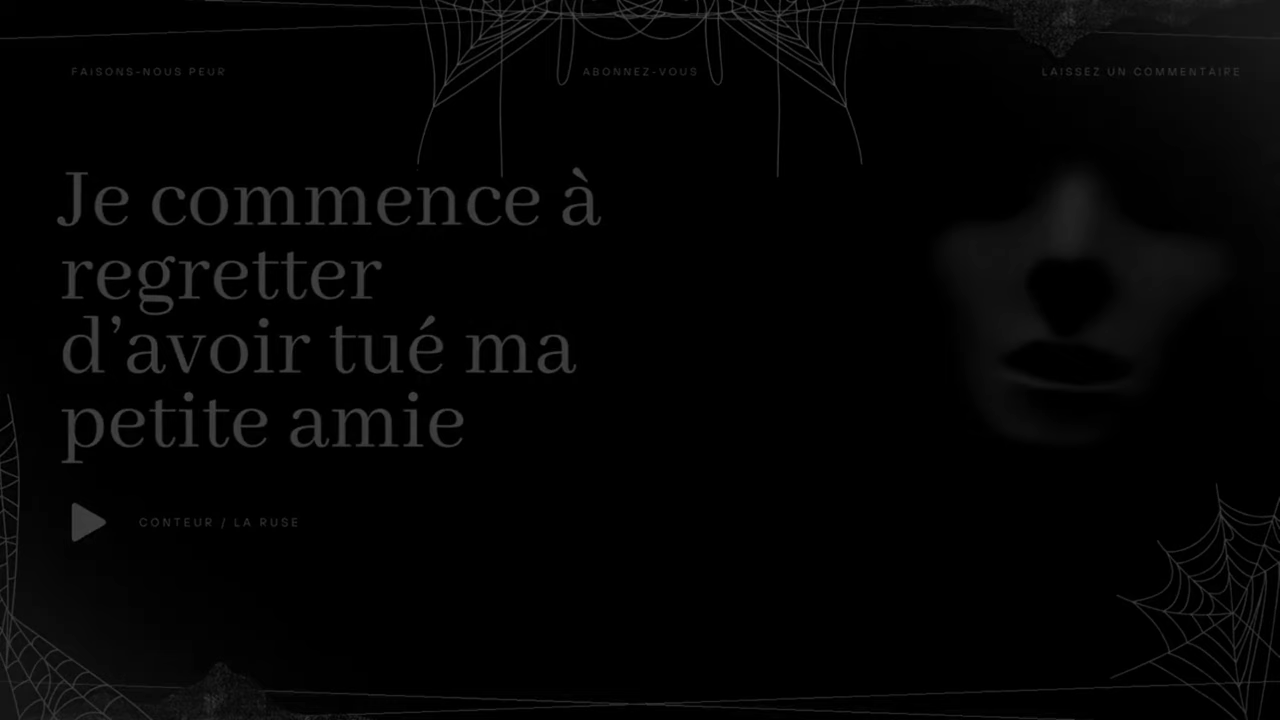 FAISONS-NOUS PEUR
ABONNEZ-VOUS
LAISSEZ UN COMMENTAIRE
Je commence à
regretter
d’avoir tué ma
petite amie
CONTEUR / LA RUSE